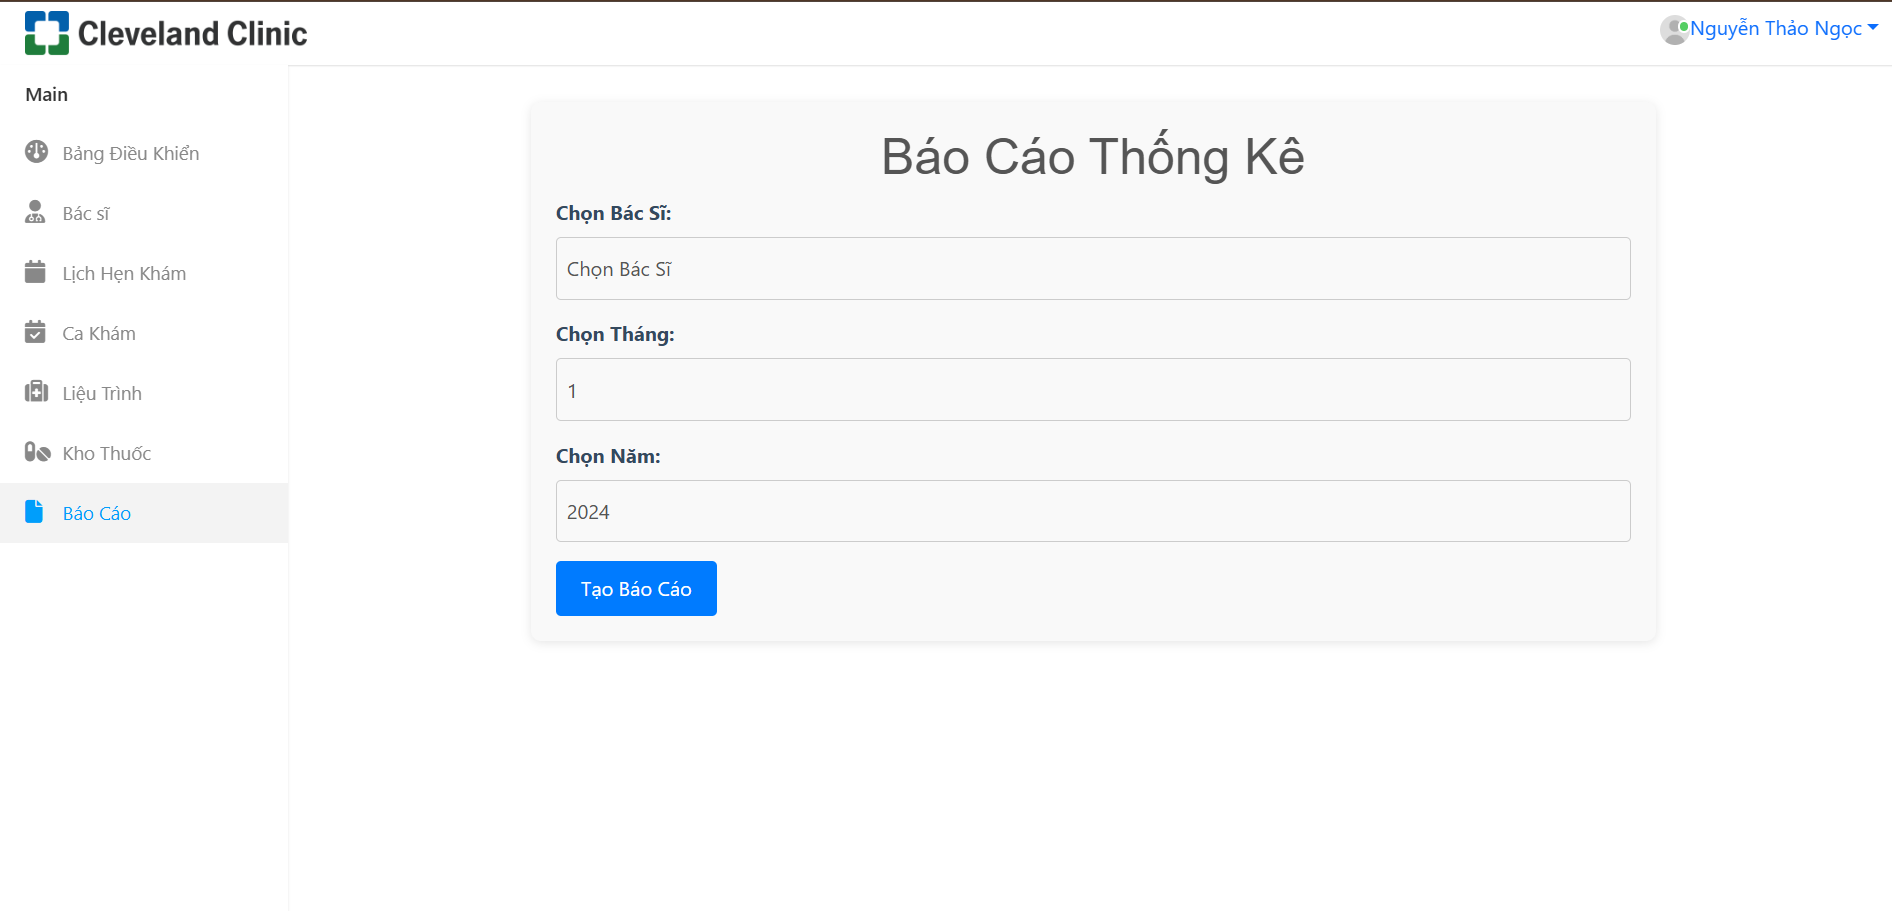 Cleveland Clinic
Nguyễn Thảo Ngọc
Main
Bảng Điều Khiển
Bác sĩ
Lịch Hẹn Khám
Ca Khám
Liệu Trình
Kho Thuốc
Báo Cáo
Báo Cáo Thống Kê
Chọn Bác Sĩ:
Chọn Bác Sĩ
Chọn Tháng:
1
Chọn Năm:
2024
Tạo Báo Cáo